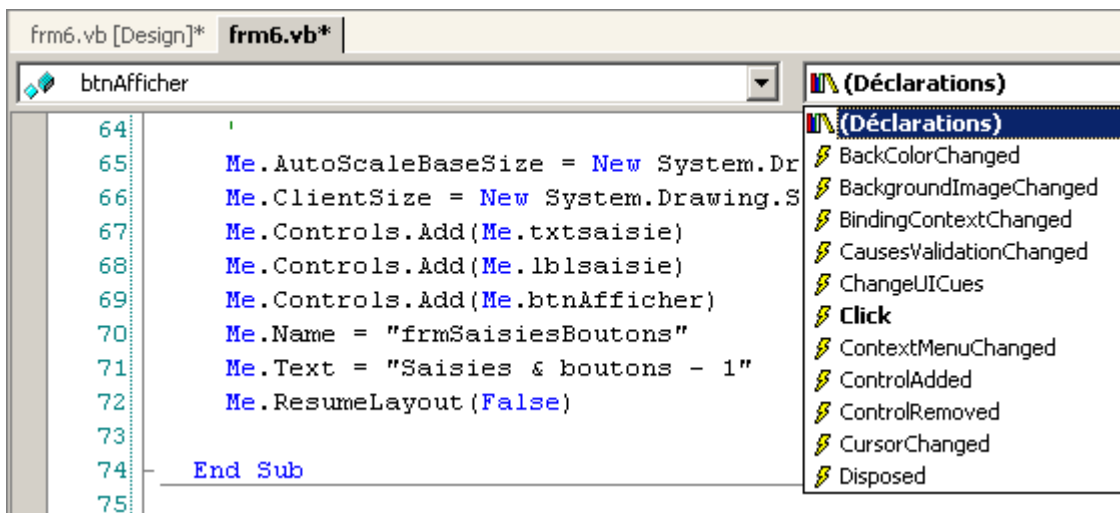 frm6.vb [Design]* frm6.vb*
btnAfficher (Déclarations)
64 '
65 Me.AutoScaleBaseSize = New System.Dr
66 Me.ClientSize = New System.Drawing.S
67 Me.Controls.Add(Me.txtsaisie)
68 Me.Controls.Add(Me.lblsaisie)
69 Me.Controls.Add(Me.btnAfficher)
70 Me.Name = "frmSaisiesBoutons"
71 Me.Text = "Saisies & boutons - 1"
72 Me.ResumeLayout(False)
73
74 End Sub
75
(Déclarations)
BackColorChanged
BackgroundImageChanged
BindingContextChanged
CausesValidationChanged
ChangeUICues
Click
ContextMenuChanged
ControlAdded
ControlRemoved
CursorChanged
Disposed